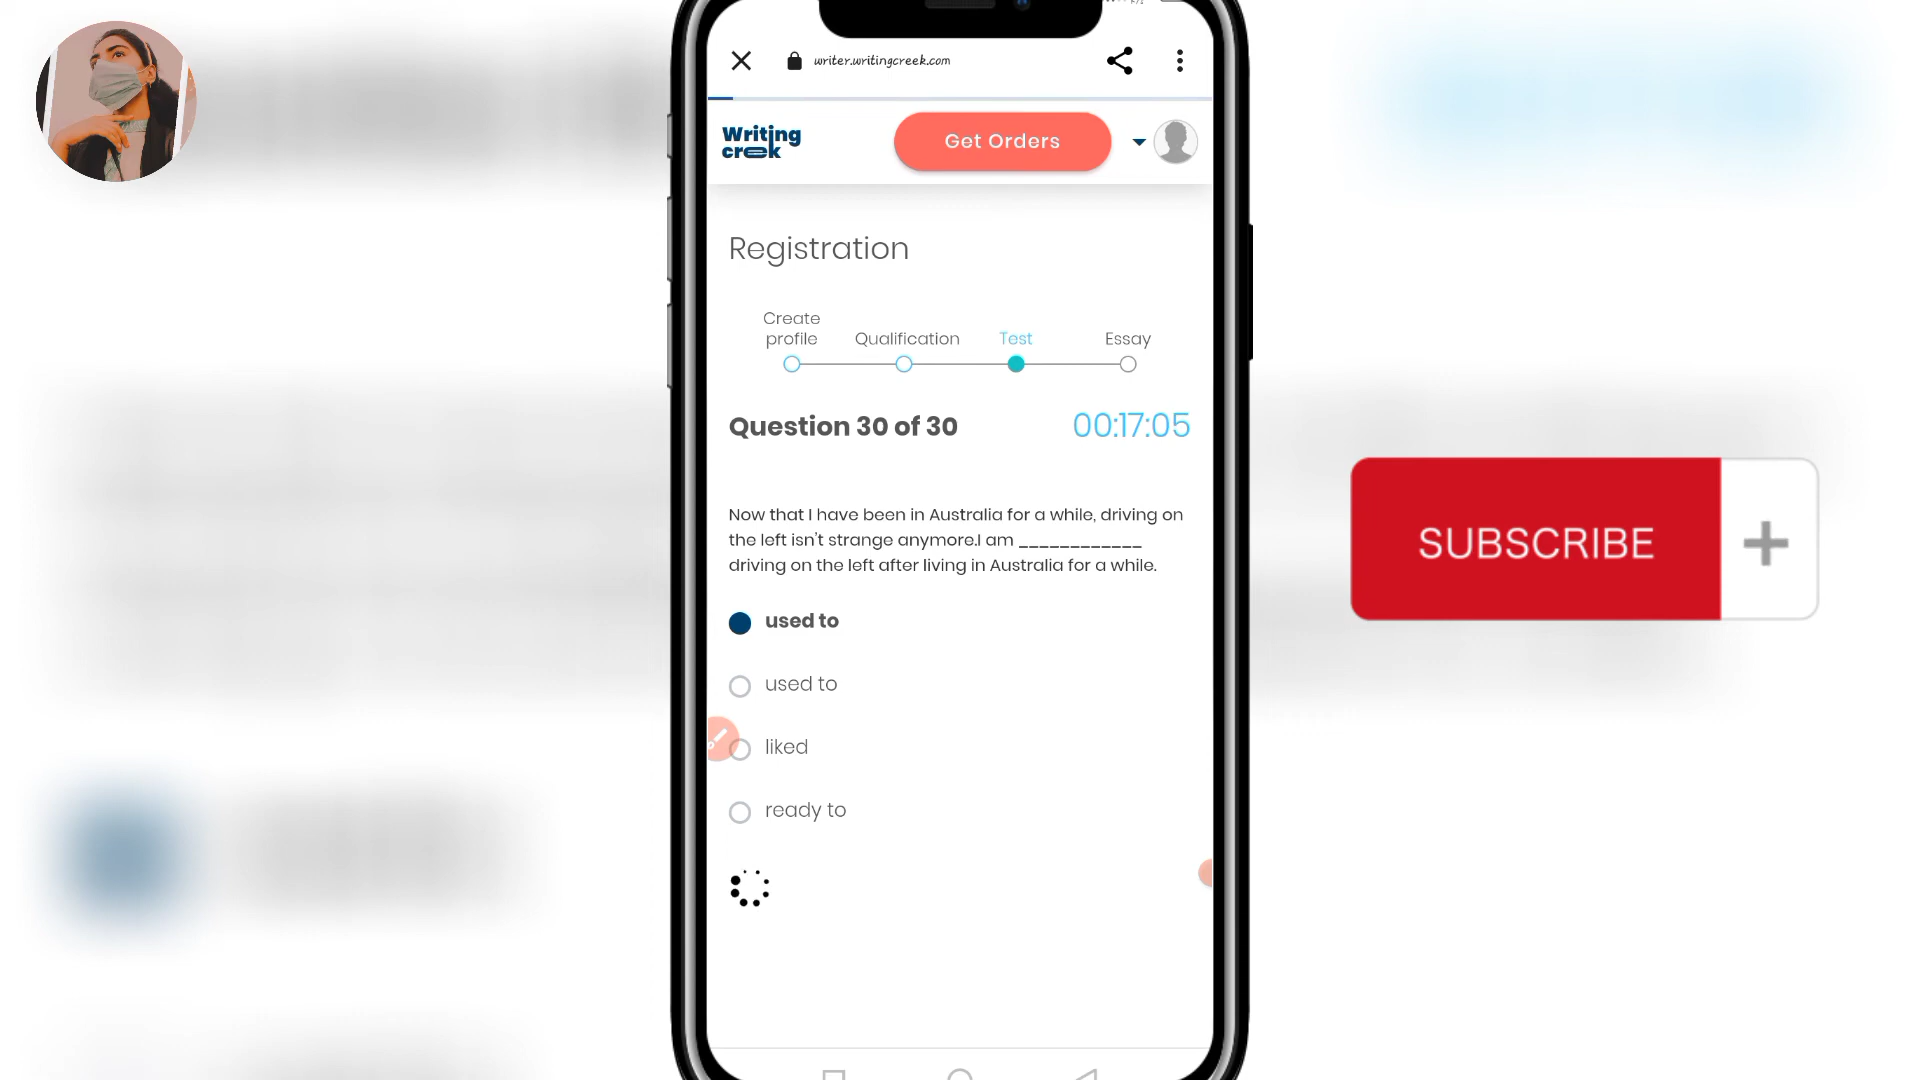 writer.writingcreek.com
Writing
creek
Get Orders
Registration
Create
profile
Qualification
Test
Essay
Question 30 of 30
00:17:05
Now that I have been in Australia for a while, driving on
the left isn't strange anymore.I am ____________
driving on the left after living in Australia for a while.
used to
used to
liked
ready to
SUBSCRIBE +